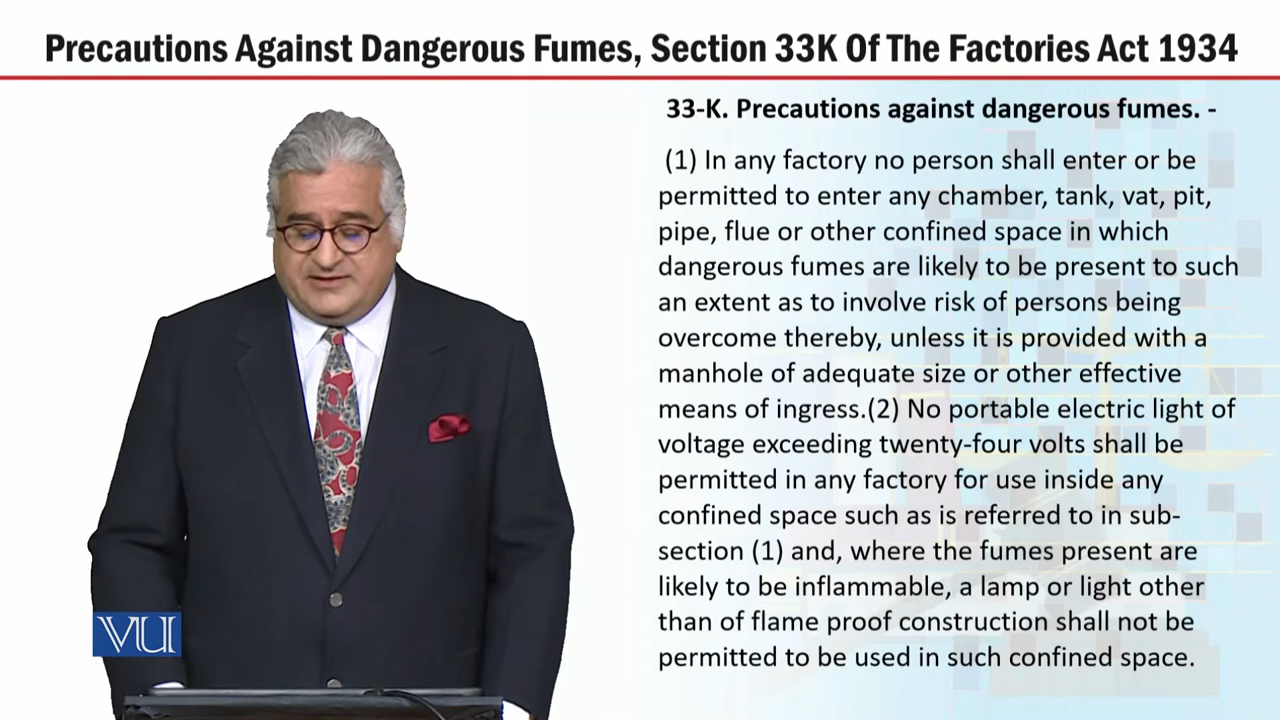 Precautions Against Dangerous Fumes, Section 33K Of The Factories Act 1934
33-K. Precautions against dangerous fumes. -
(1) In any factory no person shall enter or be
permitted to enter any chamber, tank, vat, pit,
pipe, flue or other confined space in which
dangerous fumes are likely to be present to such
an extent as to involve risk of persons being
overcome thereby, unless it is provided with a
manhole of adequate size or other effective
means of ingress.(2) No portable electric light of
voltage exceeding twenty-four volts shall be
permitted in any factory for use inside any
confined space such as is referred to in sub-
section (1) and, where the fumes present are
likely to be inflammable, a lamp or light other
than of flame proof construction shall not be
permitted to be used in such confined space.
VU